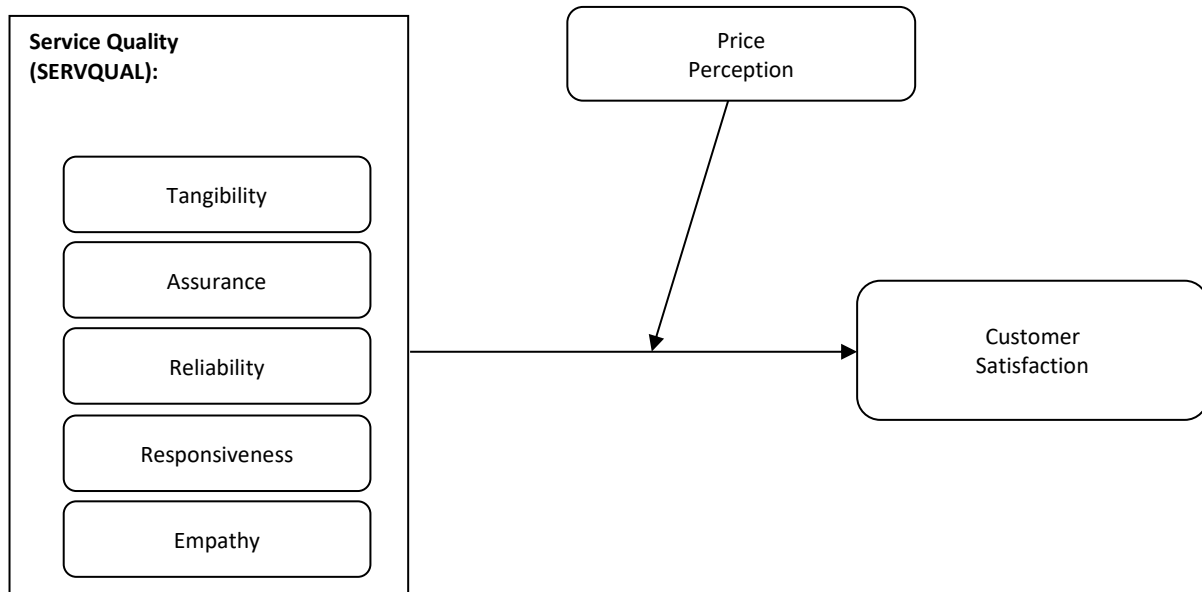 Service Quality
(SERVQUAL):
Price
Perception
Tangibility
Assurance
Reliability
Responsiveness
Empathy
Customer
Satisfaction